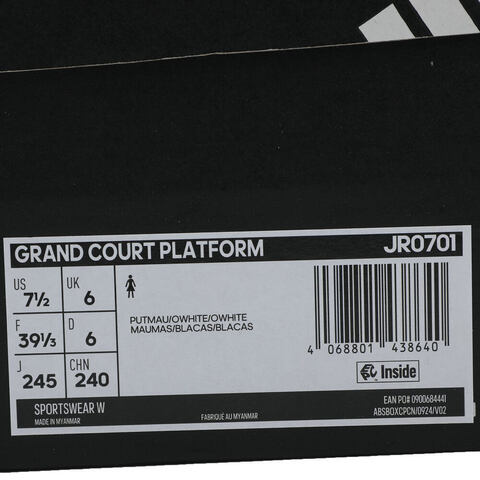 GRAND COURT PLATFORM JR0701
US 7½ UK 6
F 39⅓ D 6
J 245 CHN 240
PUTMAU/OWHITE/OWHITE
MAUMAS/BLACAS/BLACAS
4 068801 438640
Inside
SPORTSWEAR W
MADE IN MYANMAR
FABRIQUÉ AU MYANMAR
EAN PO# 0900684441
ABSBOXCPCN/0924/V02